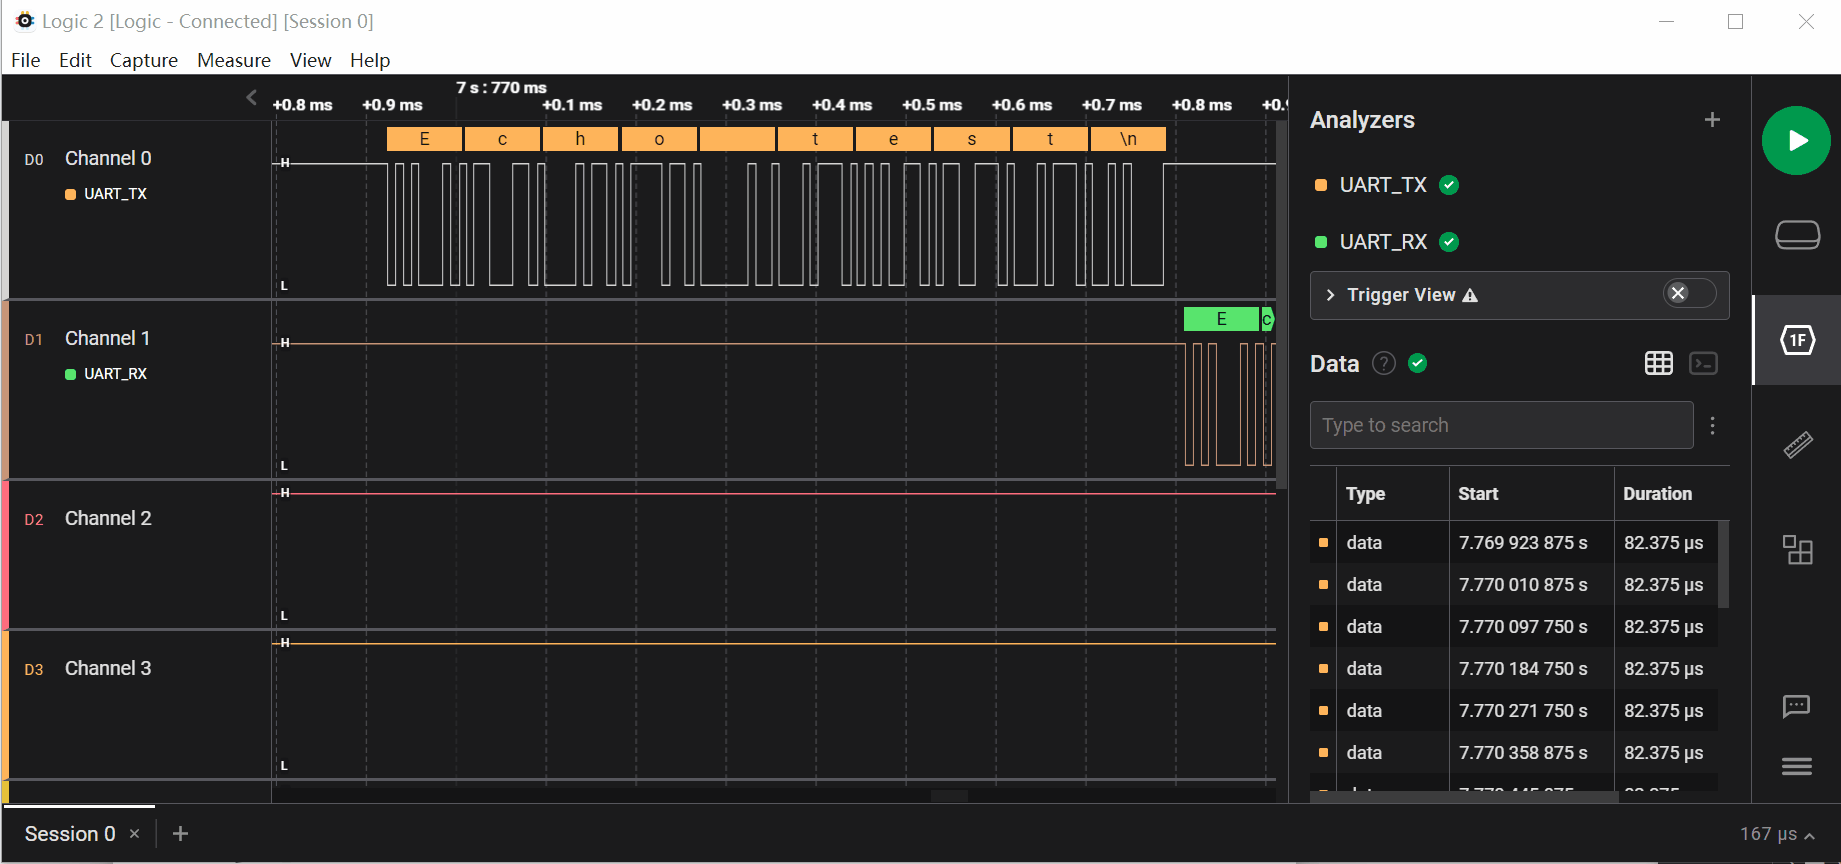 Logic 2 [Logic - Connected] [Session 0]
File Edit Capture Measure View Help
7 s : 770 ms
+0.8 ms +0.9 ms +0.1 ms +0.2 ms +0.3 ms +0.4 ms +0.5 ms +0.6 ms +0.7 ms +0.8 ms
D0 Channel 0
UART_TX
H
L
E c h o t e s t \n
D1 Channel 1
UART_RX
H
L
E c
D2 Channel 2
H
L
D3 Channel 3
H
L
Analyzers
UART_TX
UART_RX
Trigger View
Data ?
Type to search
Type Start Duration
data 7.769 923 875 s 82.375 µs
data 7.770 010 875 s 82.375 µs
data 7.770 097 750 s 82.375 µs
data 7.770 184 750 s 82.375 µs
data 7.770 271 750 s 82.375 µs
data 7.770 358 875 s 82.375 µs
1F
Session 0
167 µs